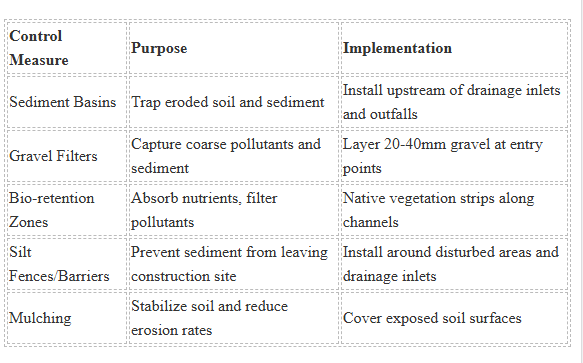 Control Measure | Purpose | Implementation
Sediment Basins | Trap eroded soil and sediment | Install upstream of drainage inlets and outfalls
Gravel Filters | Capture coarse pollutants and sediment | Layer 20-40mm gravel at entry points
Bio-retention Zones | Absorb nutrients, filter pollutants | Native vegetation strips along channels
Silt Fences/Barriers | Prevent sediment from leaving construction site | Install around disturbed areas and drainage inlets
Mulching | Stabilize soil and reduce erosion rates | Cover exposed soil surfaces